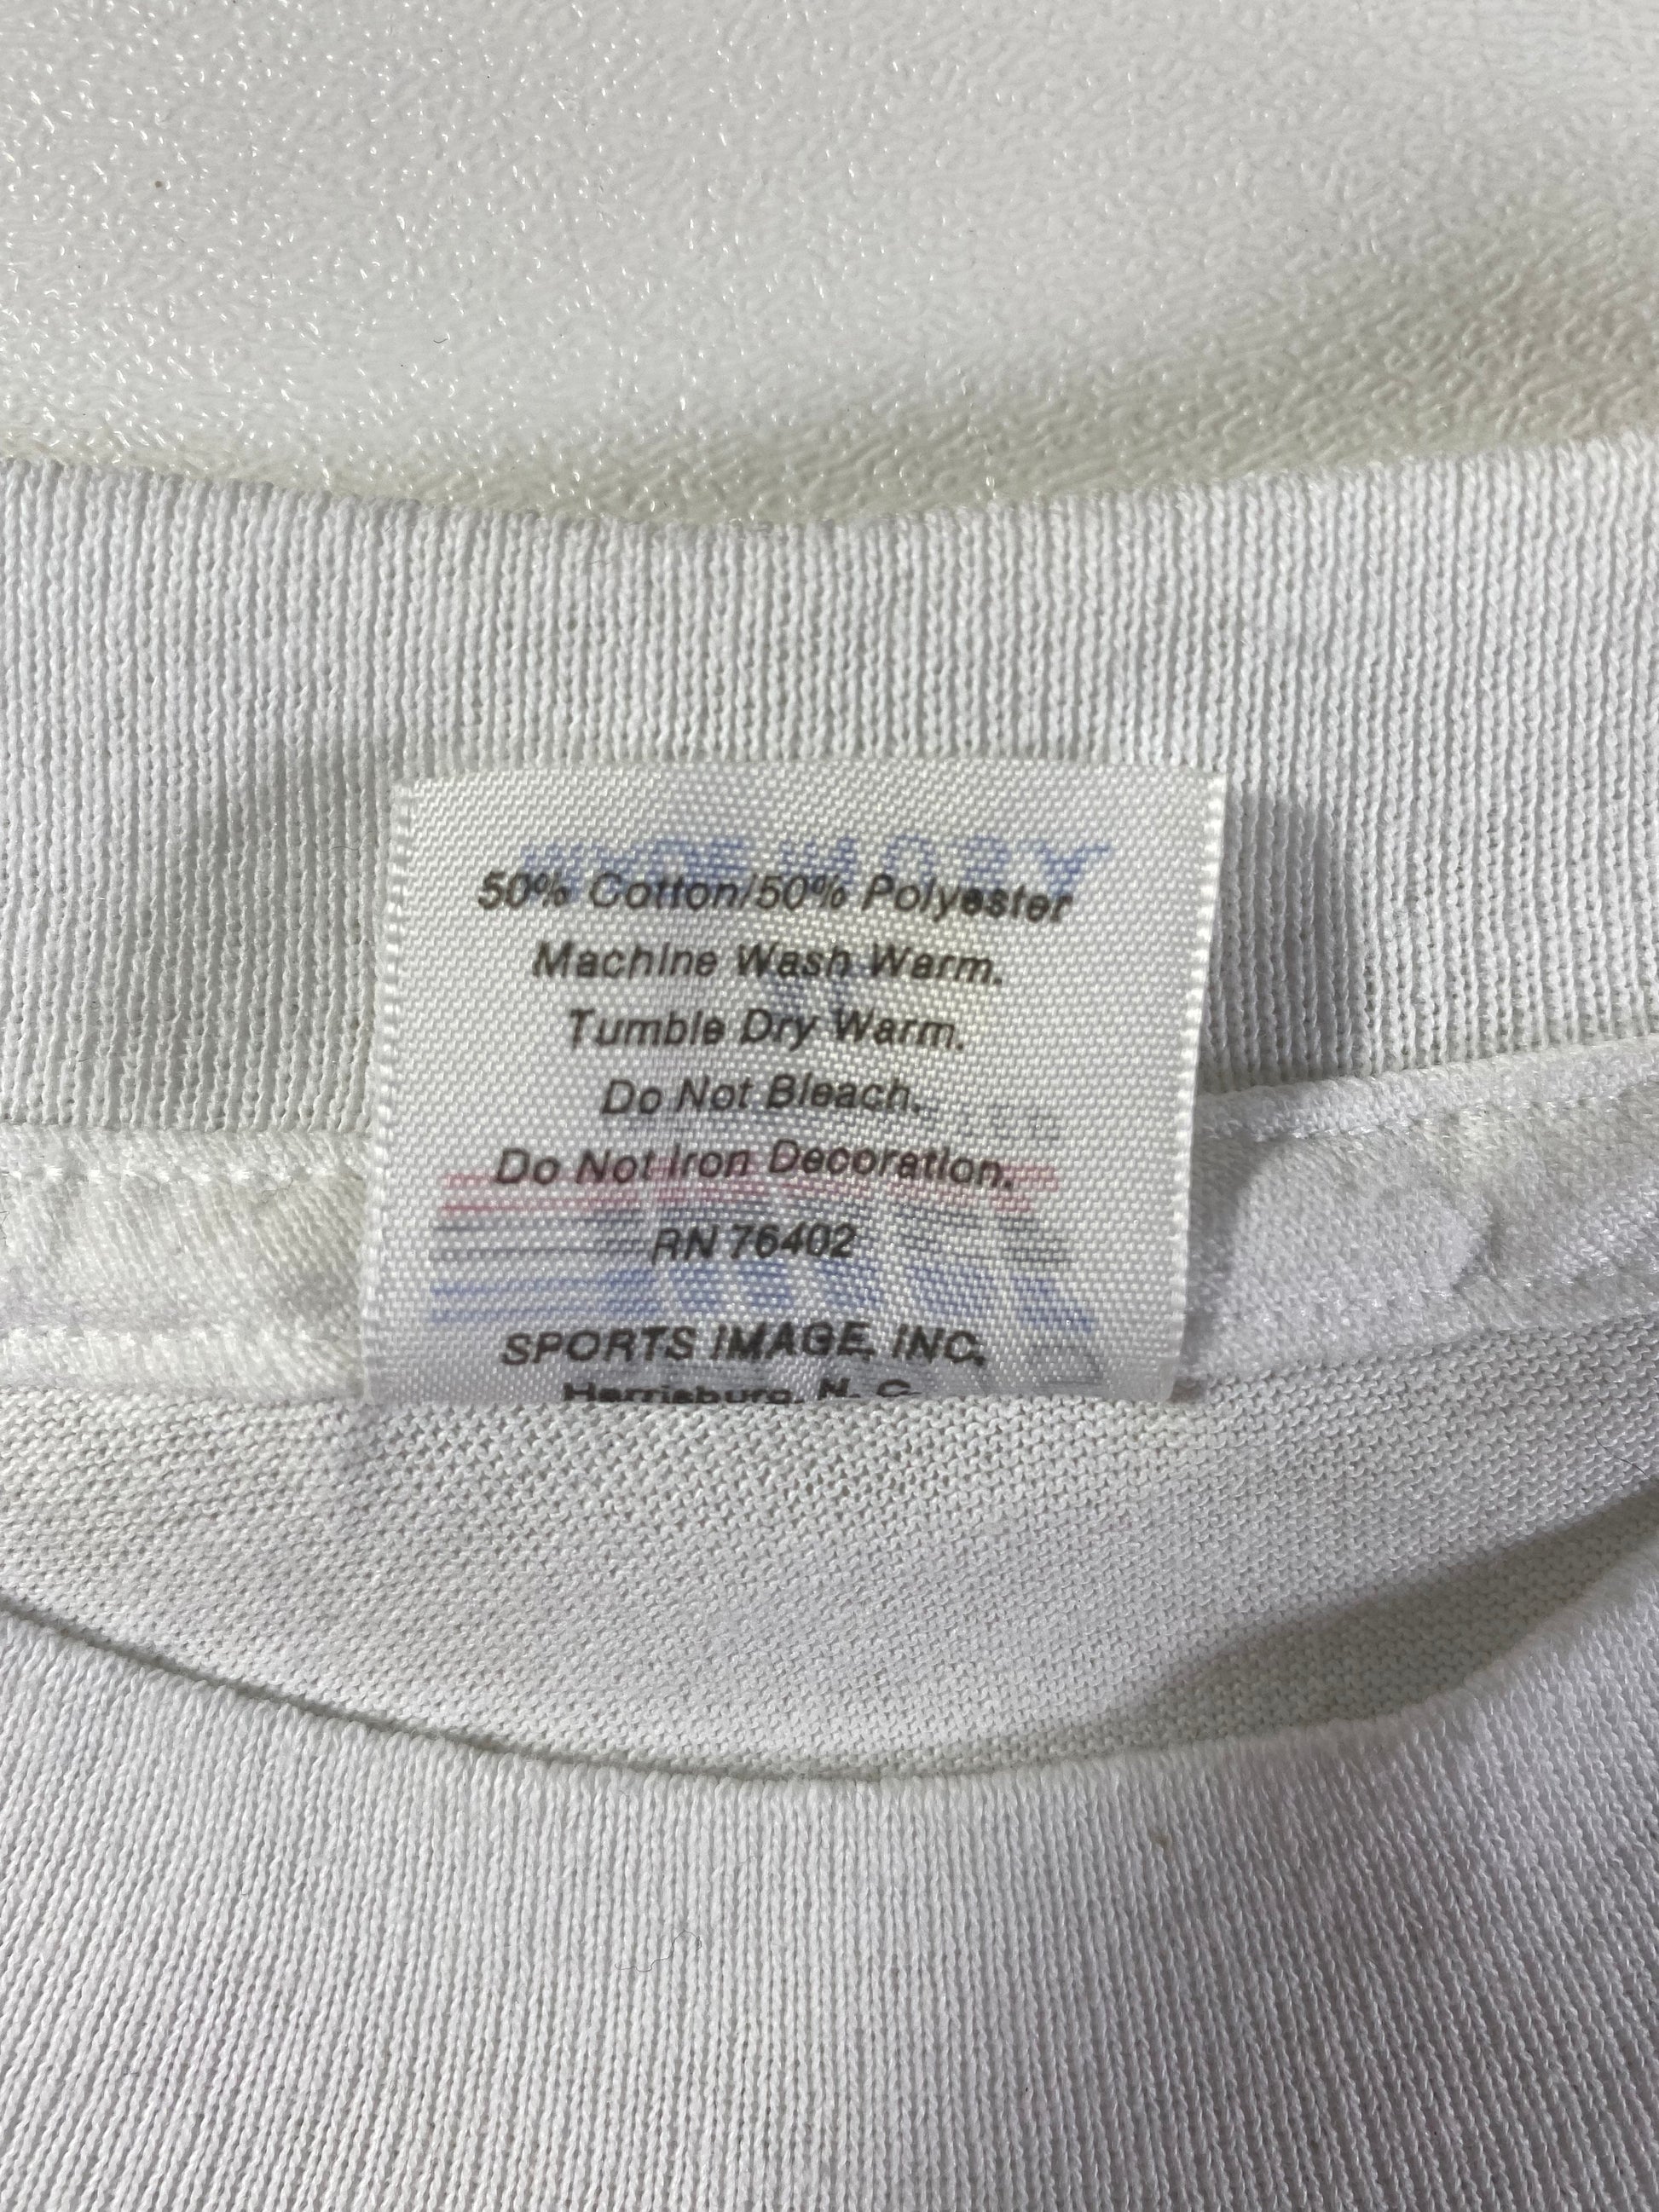 50% Cotton/50% Polyester
Machine Wash Warm.
Tumble Dry Warm.
Do Not Bleach.
Do Not Iron Decoration.
RN 76402
SPORTS IMAGE, INC.
Harrisburg, N. C.